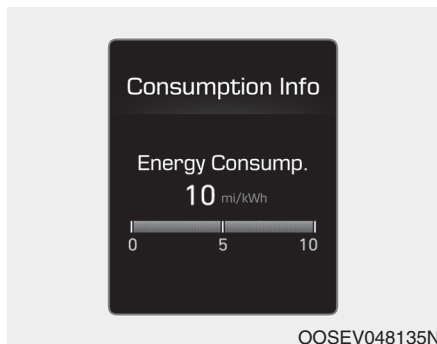 Consumption Info
Energy Consump.
10 mi/kWh
0 5 10
OOSEV048135N